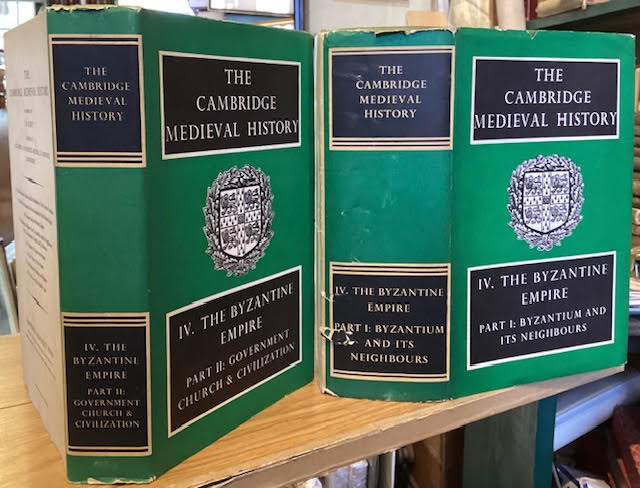 THE
CAMBRIDGE
MEDIEVAL
HISTORY
IV. THE
BYZANTINE
EMPIRE
PART II:
GOVERNMENT
CHURCH &
CIVILIZATION
THE
CAMBRIDGE
MEDIEVAL HISTORY
IV. THE BYZANTINE
EMPIRE
PART II: GOVERNMENT
CHURCH & CIVILIZATION
THE
CAMBRIDGE
MEDIEVAL
HISTORY
IV. THE BYZANTINE
EMPIRE
PART I: BYZANTIUM
AND ITS
NEIGHBOURS
THE
CAMBRIDGE
MEDIEVAL HISTORY
IV. THE BYZANTINE
EMPIRE
PART I: BYZANTIUM AND
ITS NEIGHBOURS